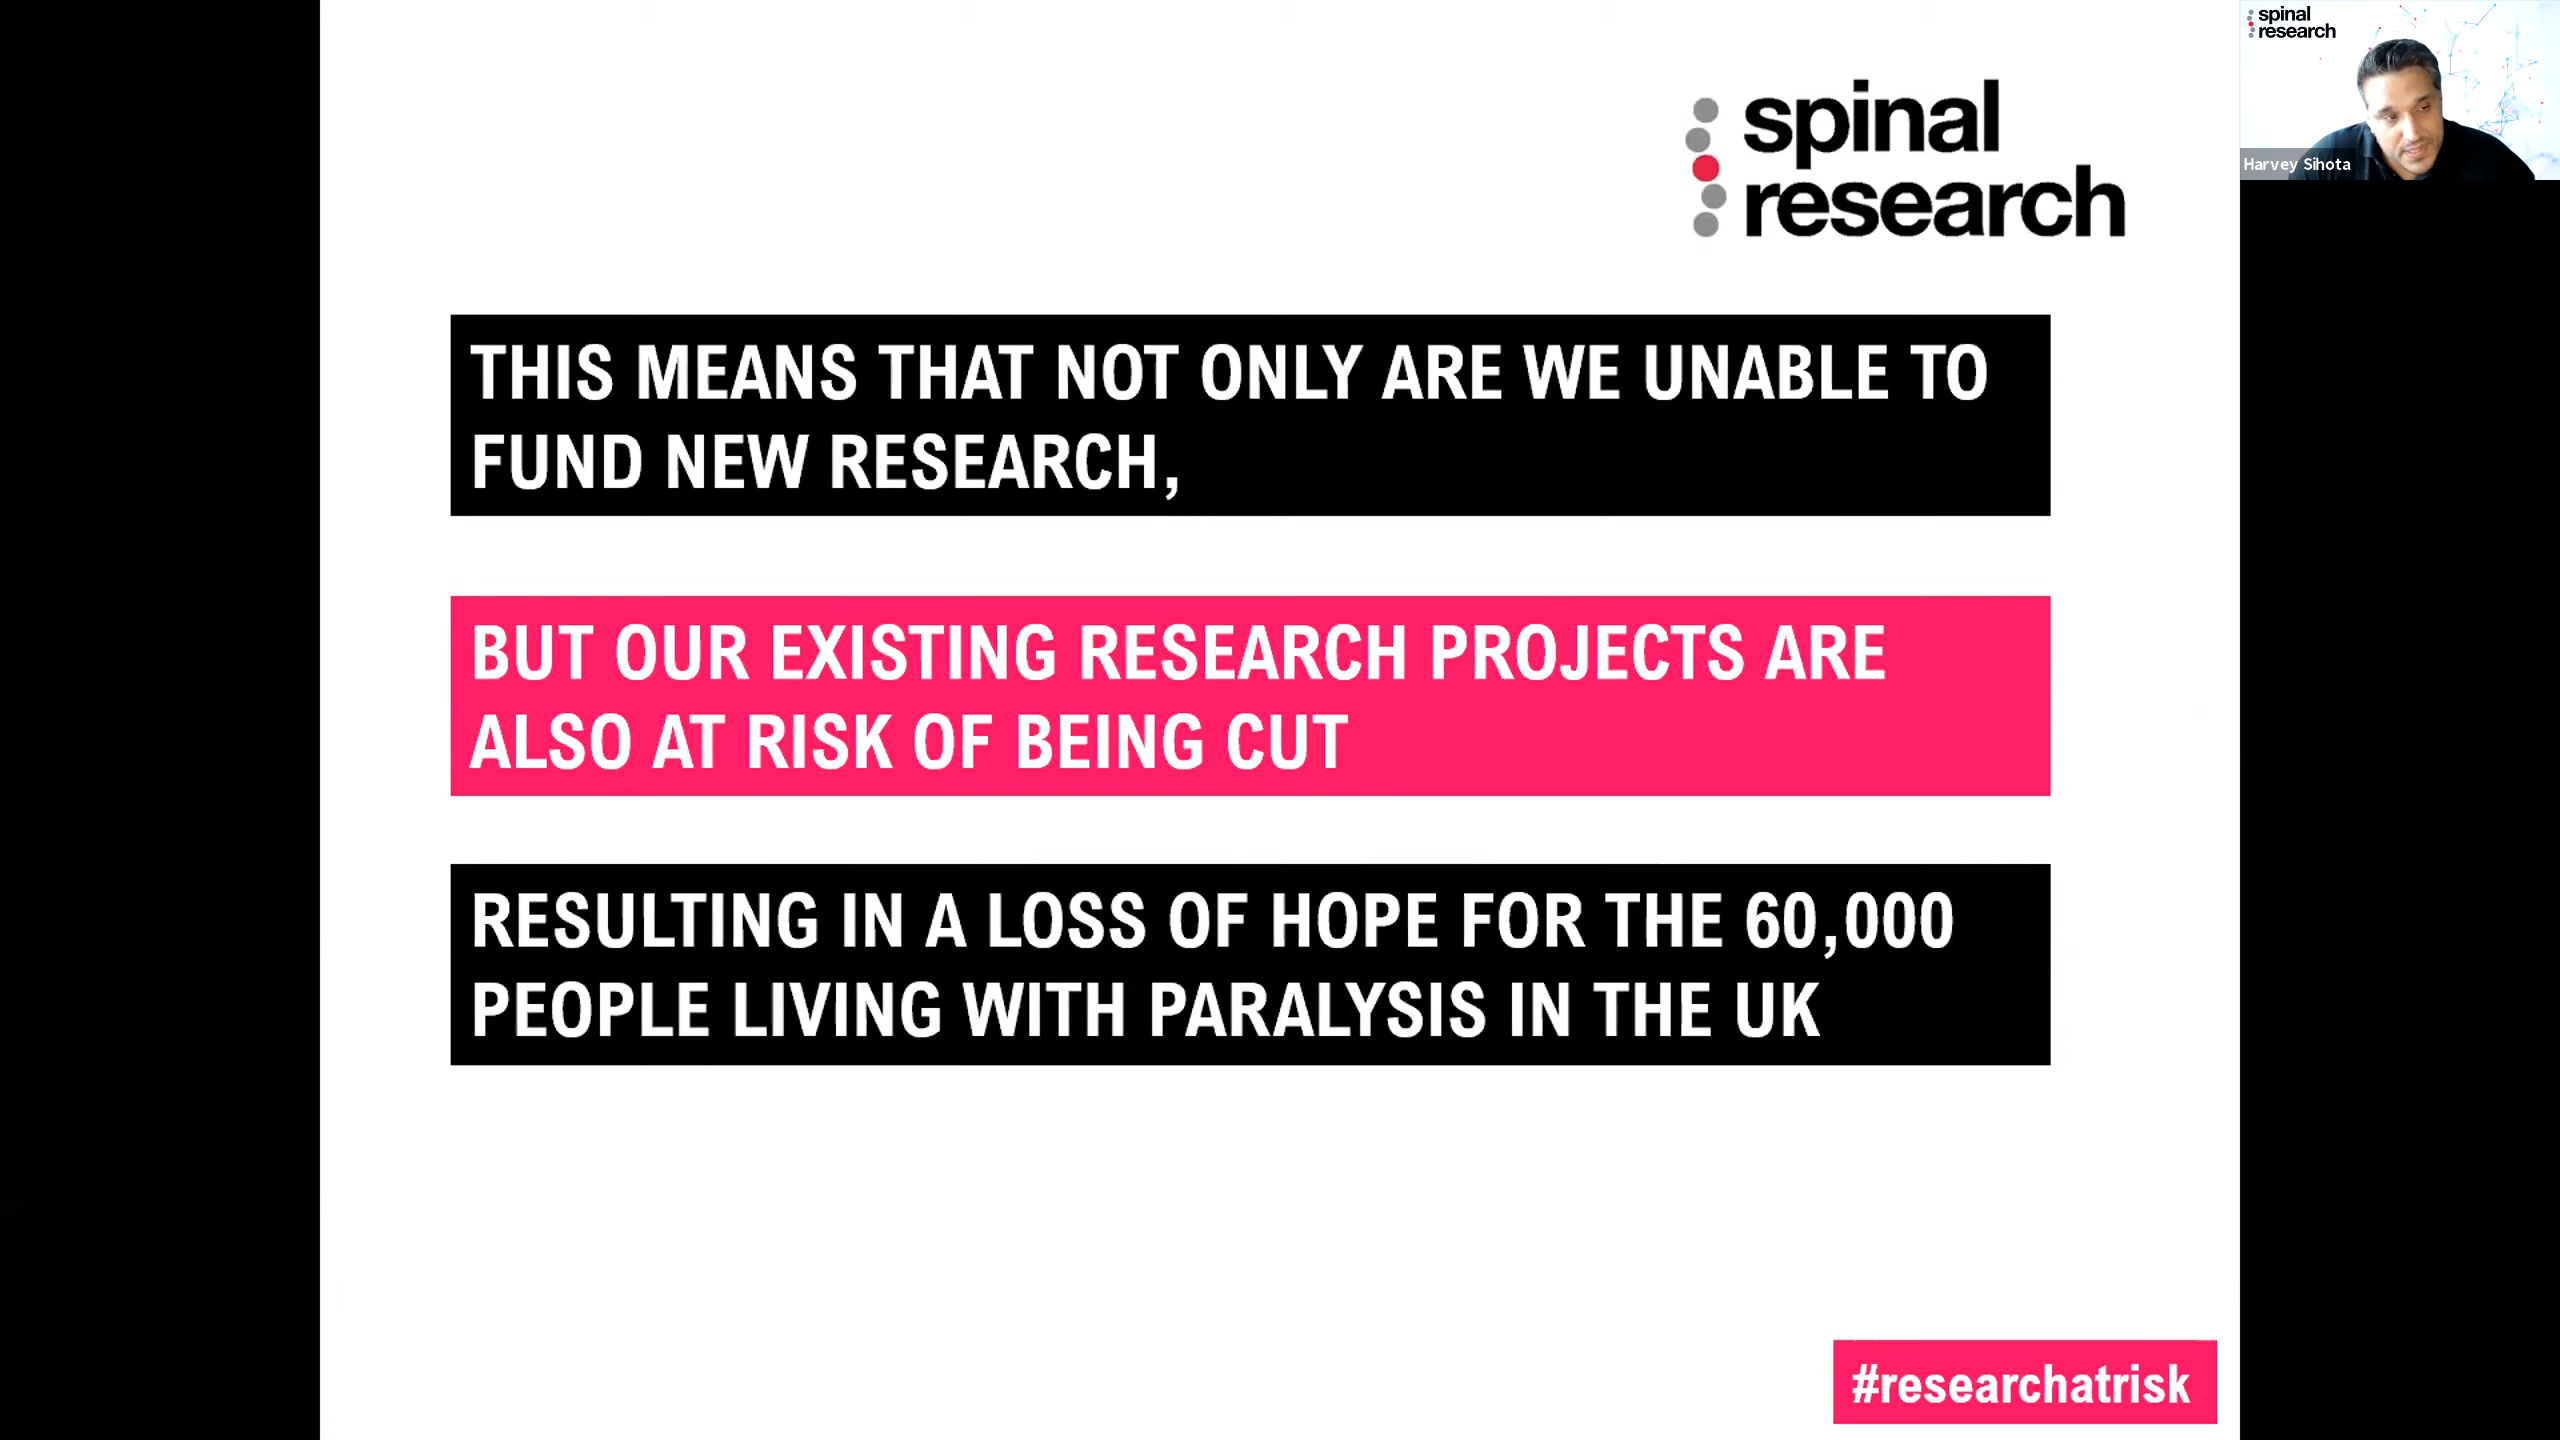 spinal
research
THIS MEANS THAT NOT ONLY ARE WE UNABLE TO
FUND NEW RESEARCH,
BUT OUR EXISTING RESEARCH PROJECTS ARE
ALSO AT RISK OF BEING CUT
RESULTING IN A LOSS OF HOPE FOR THE 60,000
PEOPLE LIVING WITH PARALYSIS IN THE UK
#researchatrisk
spinal
research
Harvey Sihota